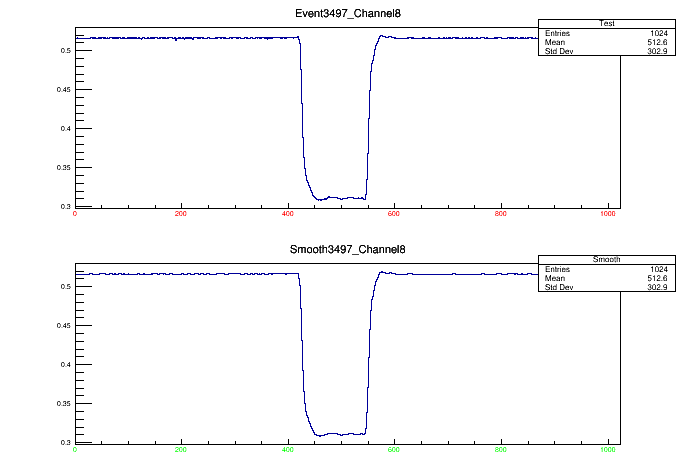 Event3497_Channel8
Test
Entries 1024
Mean 512.6
Std Dev 302.9
0.5
0.45
0.4
0.35
0.3
0 200 400 600 800 1000
Smooth3497_Channel8
Smooth
Entries 1024
Mean 512.6
Std Dev 302.9
0.5
0.45
0.4
0.35
0.3
0 200 400 600 800 1000